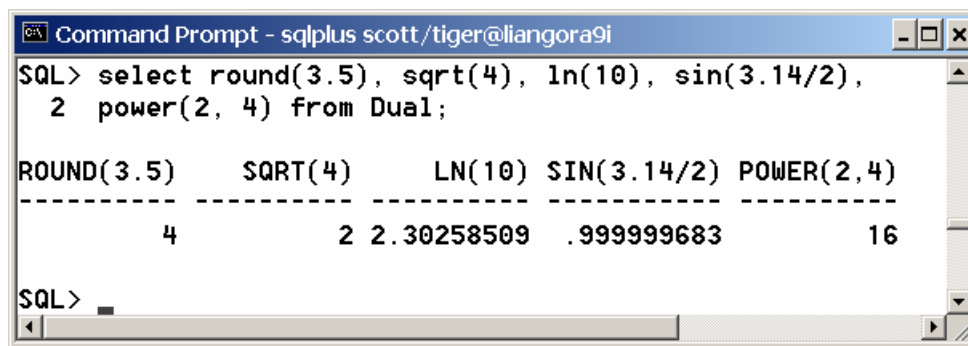 Command Prompt - sqlplus scott/tiger@liangora9i
SQL> select round(3.5), sqrt(4), ln(10), sin(3.14/2),
  2  power(2, 4) from Dual;
ROUND(3.5)    SQRT(4)     LN(10) SIN(3.14/2) POWER(2,4)
---------- ---------- ---------- ----------- ----------
         4          2 2.30258509  .999999683         16
SQL> _